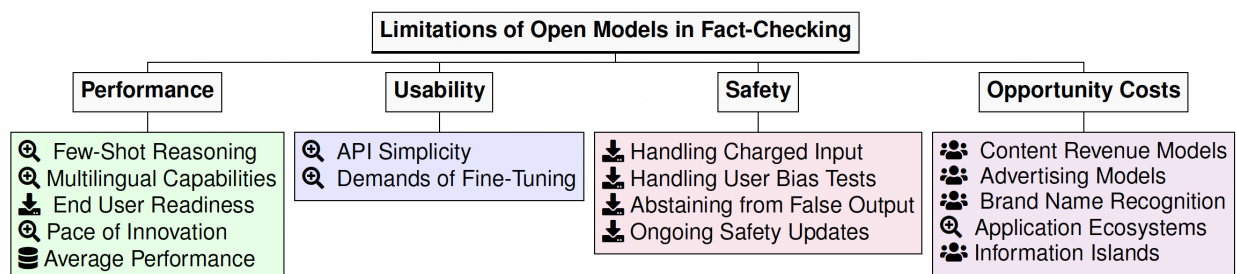 Limitations of Open Models in Fact-Checking
Performance
Few-Shot Reasoning
Multilingual Capabilities
End User Readiness
Pace of Innovation
Average Performance
Usability
API Simplicity
Demands of Fine-Tuning
Safety
Handling Charged Input
Handling User Bias Tests
Abstaining from False Output
Ongoing Safety Updates
Opportunity Costs
Content Revenue Models
Advertising Models
Brand Name Recognition
Application Ecosystems
Information Islands